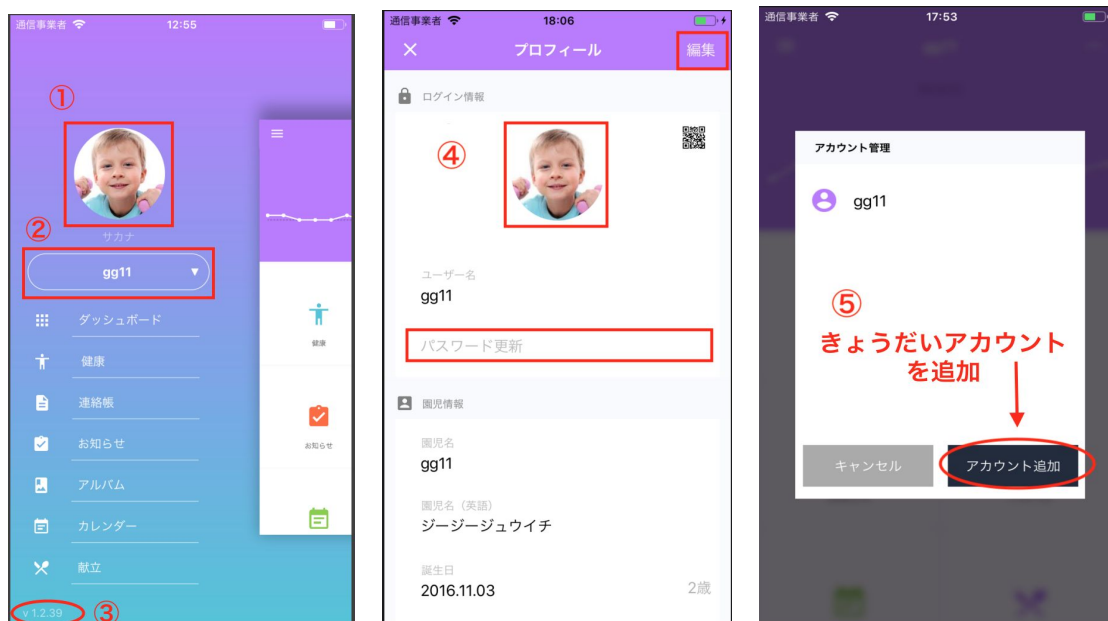 通信事業者 12:55
①
②
サカナ
gg11 ▼
ダッシュボード
健康
連絡帳
お知らせ
アルバム
カレンダー
献立
v 1.2.39
③
健康
お知らせ
通信事業者 18:06
× プロフィール 編集
ログイン情報
④
ユーザー名
gg11
パスワード更新
園児情報
園児名
gg11
園児名（英語）
ジージージュウイチ
誕生日
2016.11.03 2歳
通信事業者 17:53
アカウント管理
gg11
⑤
きょうだいアカウント
を追加
キャンセル アカウント追加